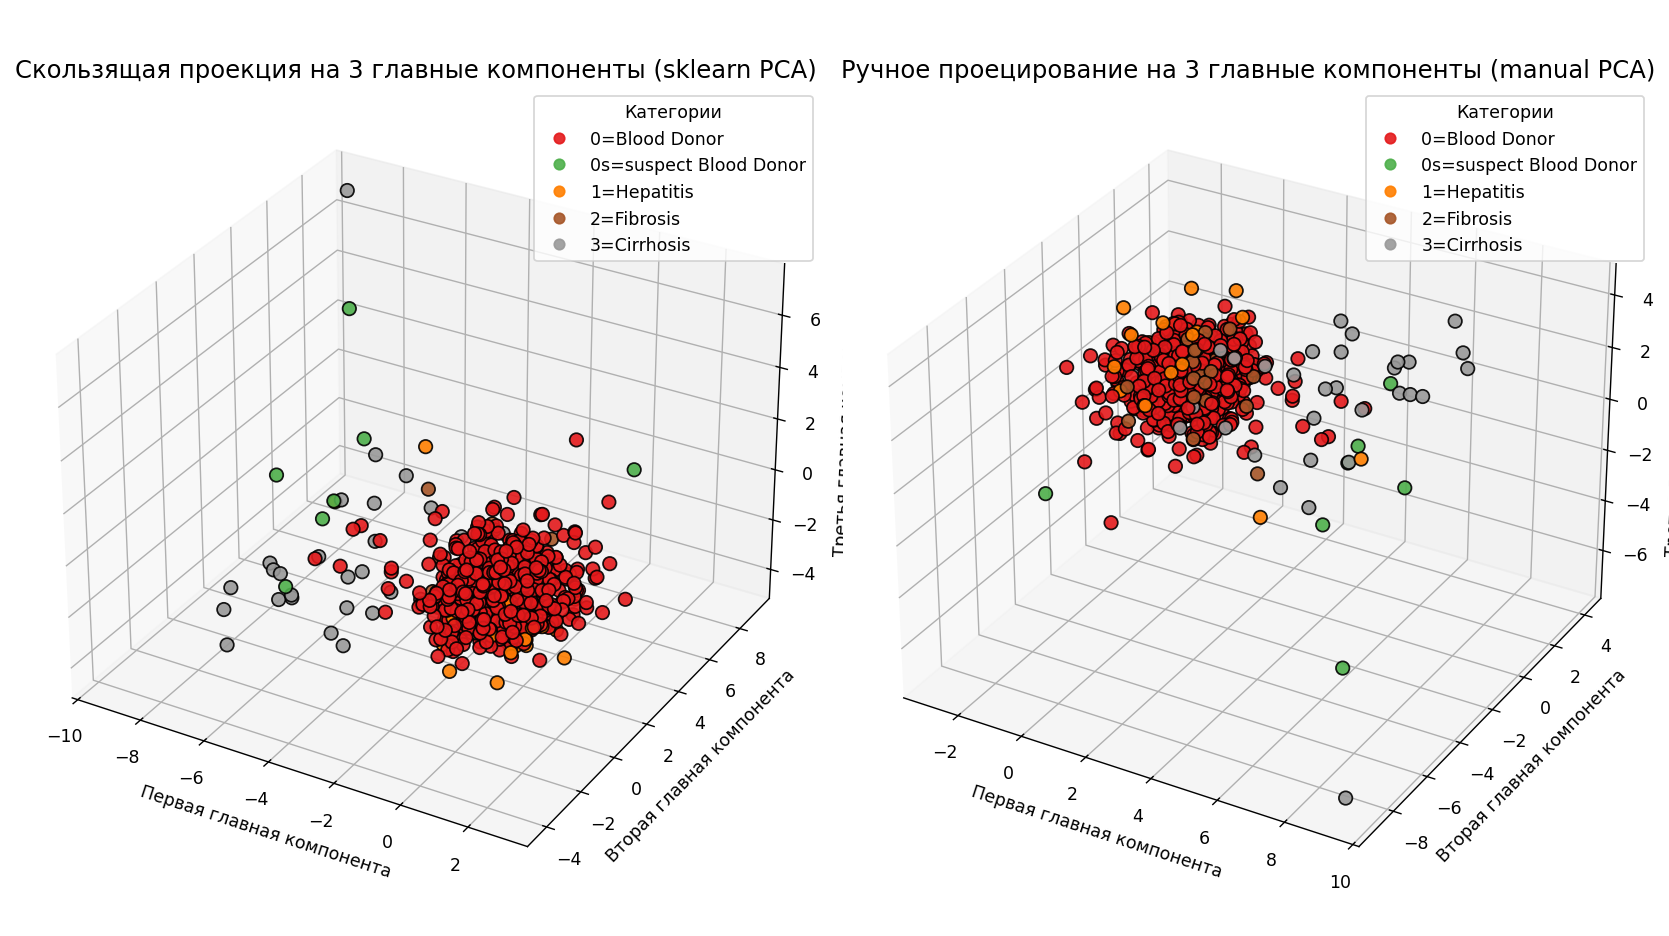 Скользящая проекция на 3 главные компоненты (sklearn PCA)
Категории
0=Blood Donor
0s=suspect Blood Donor
1=Hepatitis
2=Fibrosis
3=Cirrhosis
6
4
2
0
−2
−4
8
6
4
2
0
−2
−4
−10
−8
−6
−4
−2
0
2
Первая главная компонента
Вторая главная компонента
Ручное проецирование на 3 главные компоненты (manual PCA)
Категории
0=Blood Donor
0s=suspect Blood Donor
1=Hepatitis
2=Fibrosis
3=Cirrhosis
4
2
0
−2
−4
−6
4
2
0
−2
−4
−6
−8
−2
0
2
4
6
8
10
Первая главная компонента
Вторая главная компонента